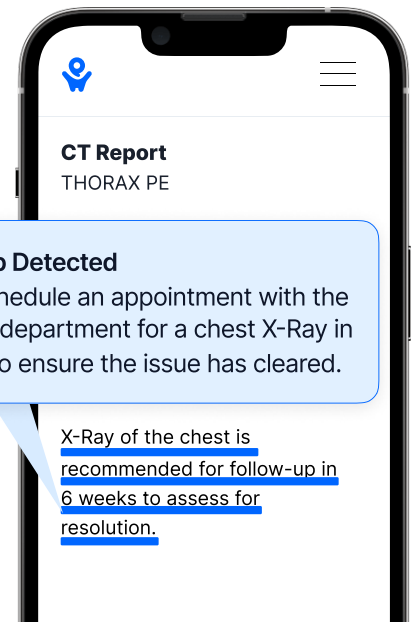 CT Report
THORAX PE
Detected
an appointment with the
department for a chest X-Ray in
ensure the issue has cleared.
X-Ray of the chest is
recommended for follow-up in
6 weeks to assess for
resolution.